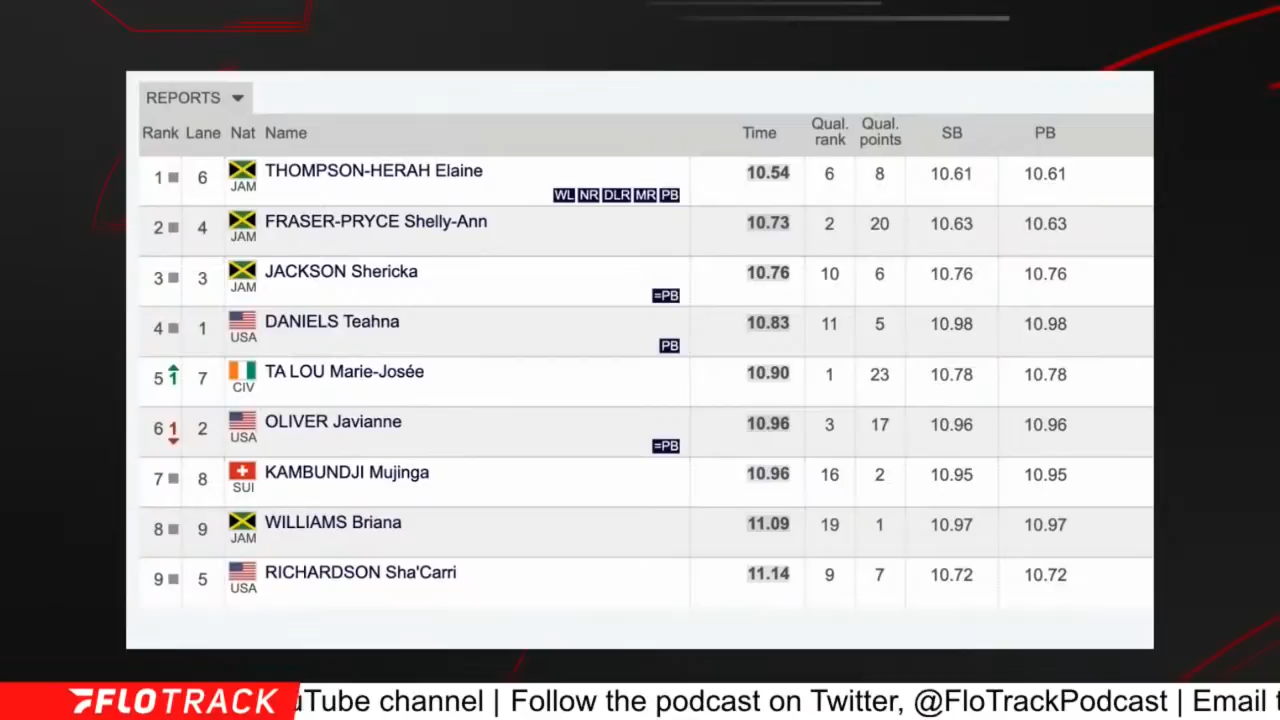 REPORTS
Rank Lane Nat Name Time Qual. rank Qual. points SB PB
1 6 JAM THOMPSON-HERAH Elaine WL NR DLR MR PB 10.54 6 8 10.61 10.61
2 4 JAM FRASER-PRYCE Shelly-Ann 10.73 2 20 10.63 10.63
3 3 JAM JACKSON Shericka =PB 10.76 10 6 10.76 10.76
4 1 USA DANIELS Teahna PB 10.83 11 5 10.98 10.98
5 1 7 CIV TA LOU Marie-Josée 10.90 1 23 10.78 10.78
6 1 2 USA OLIVER Javianne =PB 10.96 3 17 10.96 10.96
7 8 SUI KAMBUNDJI Mujinga 10.96 16 2 10.95 10.95
8 9 JAM WILLIAMS Briana 11.09 19 1 10.97 10.97
9 5 USA RICHARDSON Sha'Carri 11.14 9 7 10.72 10.72
FLOTRACK uTube channel | Follow the podcast on Twitter, @FloTrackPodcast | Email t